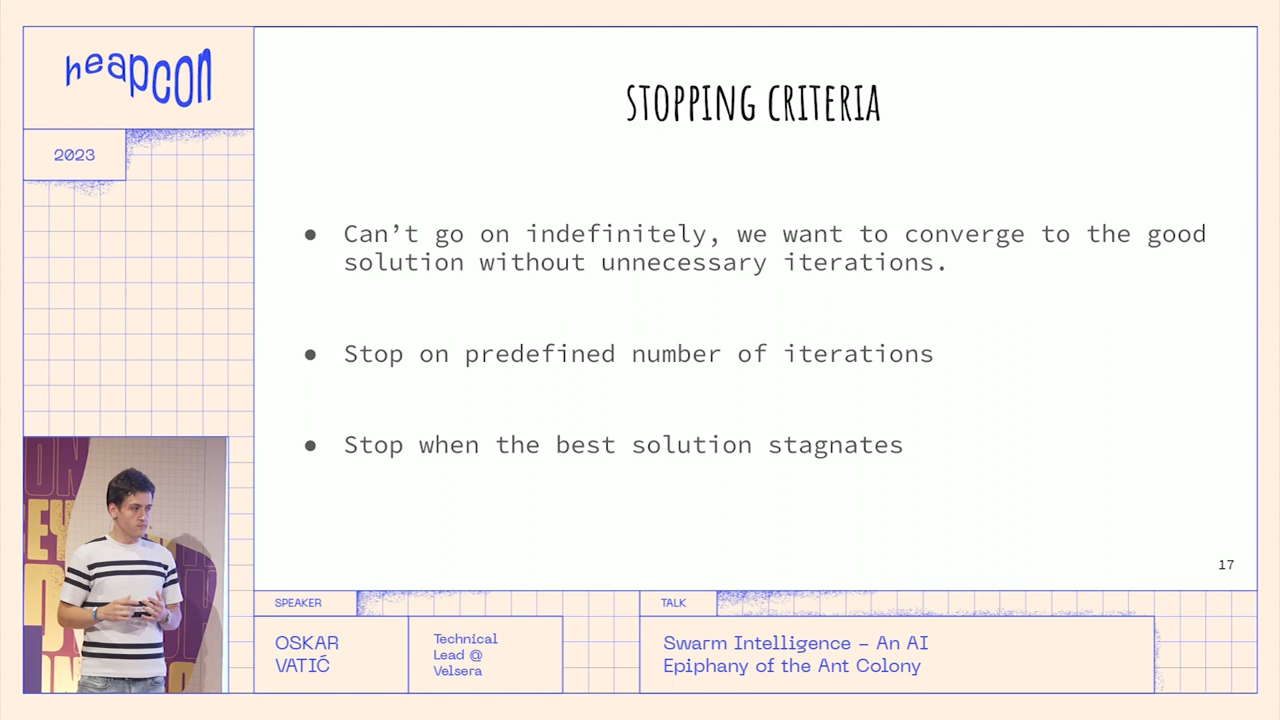 heapcon
2023
STOPPING CRITERIA
● Can’t go on indefinitely, we want to converge to the good
solution without unnecessary iterations.
● Stop on predefined number of iterations
● Stop when the best solution stagnates
17
SPEAKER
OSKAR
VATIĆ
Technical
Lead @
Velsera
TALK
Swarm Intelligence – An AI
Epiphany of the Ant Colony